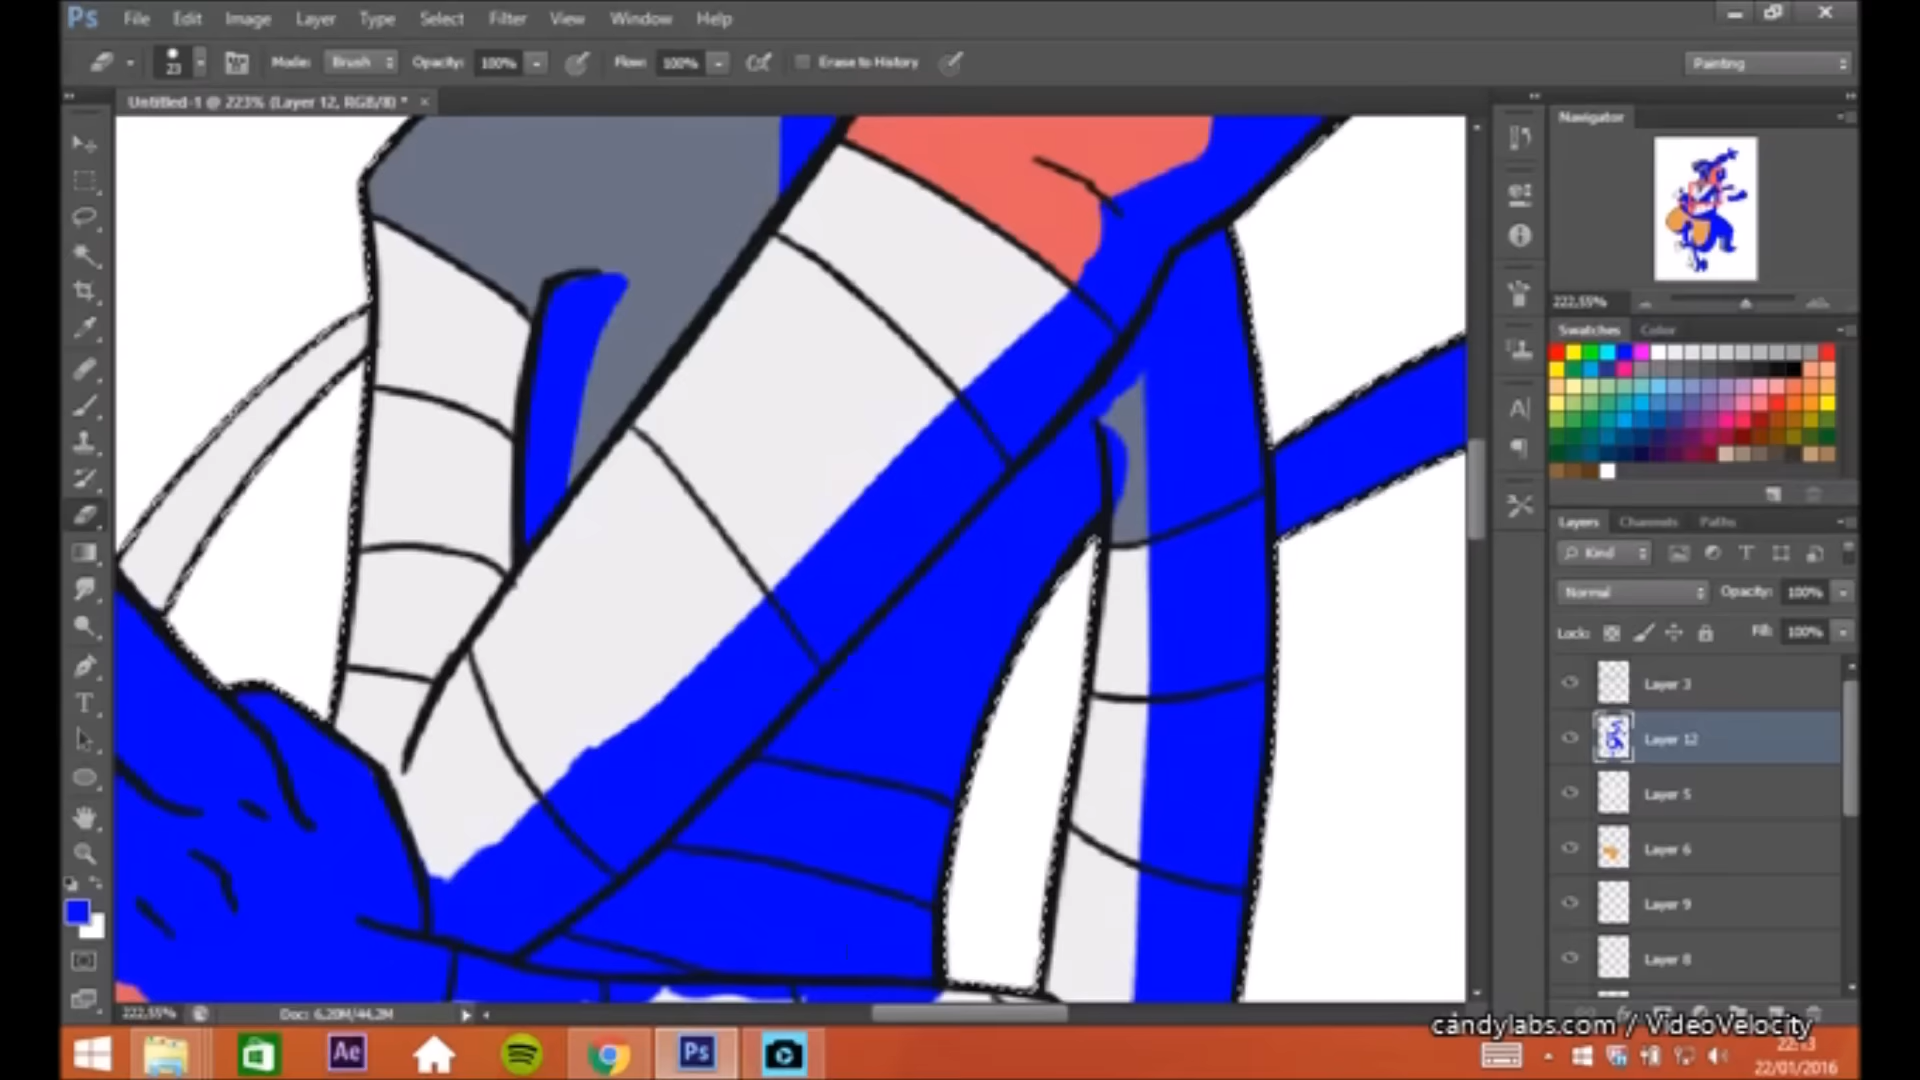 Ps File Edit Image Layer Type Select Filter View Window Help
23 Mode: Brush Opacity: 100% Flow: 100% Erase to History Painting
Untitled-1 @ 223% (Layer 12, RGB/8) * ×
Navigator
222,55%
Swatches Color
Layers Channels Paths
Kind
Normal Opacity: 100%
Lock: Fill: 100%
Layer 3
Layer 12
Layer 5
Layer 6
Layer 9
Layer 8
222,55% Doc: 6,20M/44,2M
candylabs.com / VideoVelocity
Ae Ps
22:13
22/01/2016